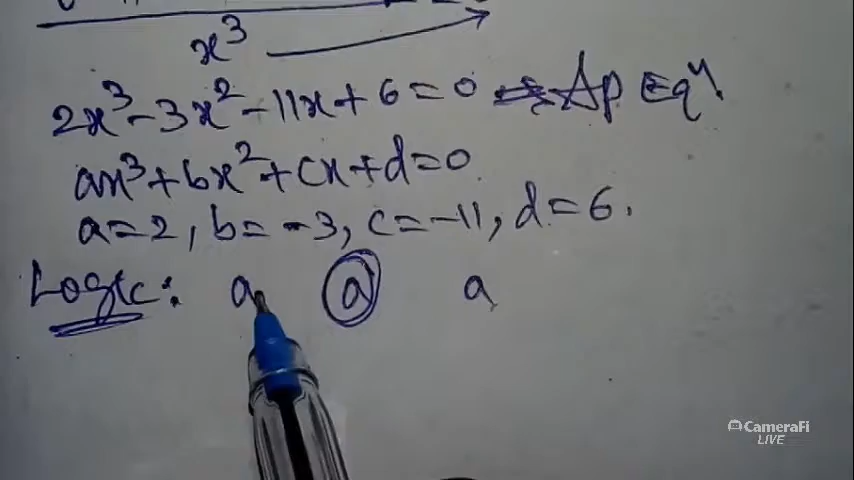 x³
2x³-3x²-11x+6=0 Ap Eqⁿ.
ax³+bx²+cx+d=0.
a=2, b=-3, c=-11, d=6.
Logic: a a a
CameraFi
LIVE